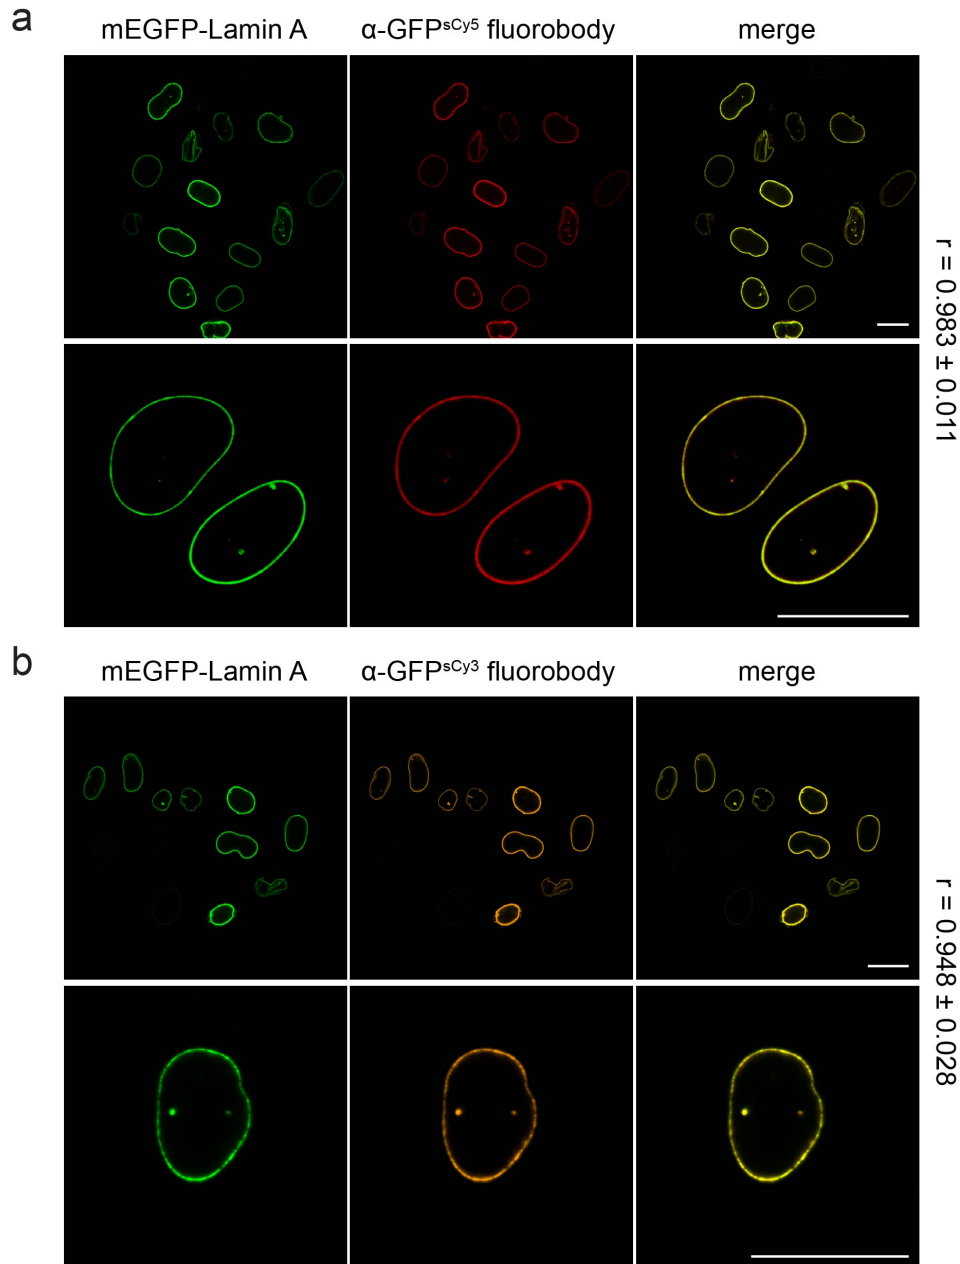 a
mEGFP-Lamin A
α-GFPsCy5 fluorobody
merge
r = 0.983 ± 0.011
b
mEGFP-Lamin A
α-GFPsCy3 fluorobody
merge
r = 0.948 ± 0.028